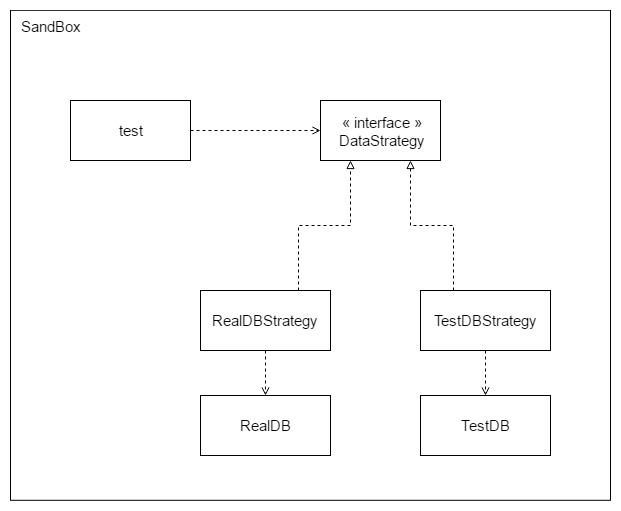 SandBox
test
« interface »
DataStrategy
RealDBStrategy
TestDBStrategy
RealDB
TestDB